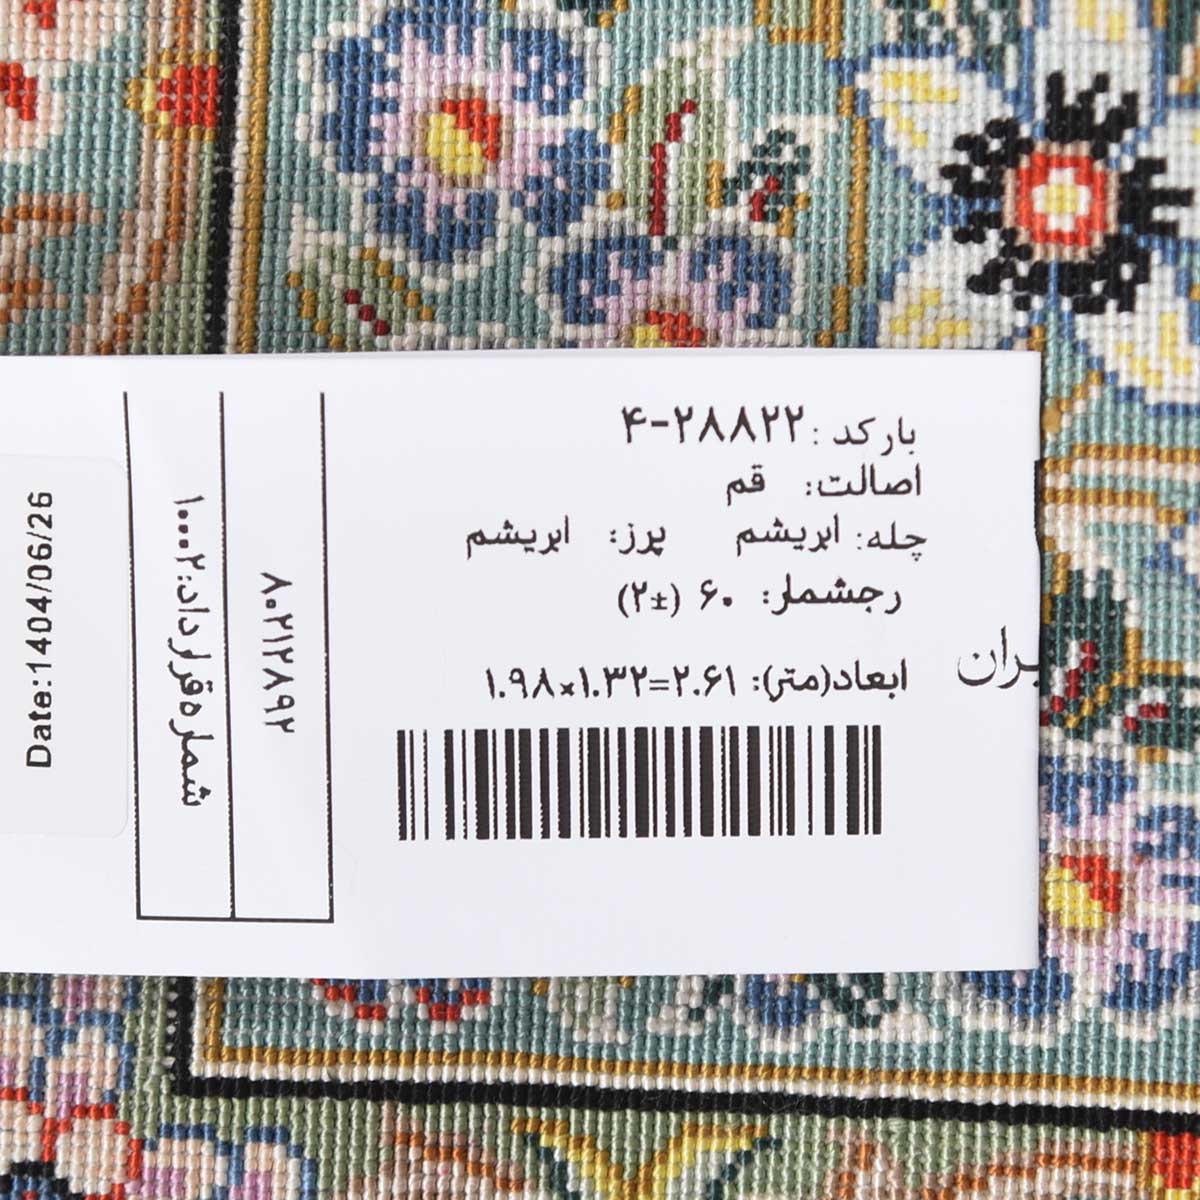 بارکد: ۴-۲۸۸۲۲
اصالت: قم
چله: ابریشم پرز: ابریشم
رجشمار: ۶۰ (±۲)
ابعاد(متر): ۱.۹۸×۱.۳۲=۲.۶۱
۸۰۲۱۲۸۹۲
شماره قرارداد: ۱۰۰۰۲
Date:1404/06/26